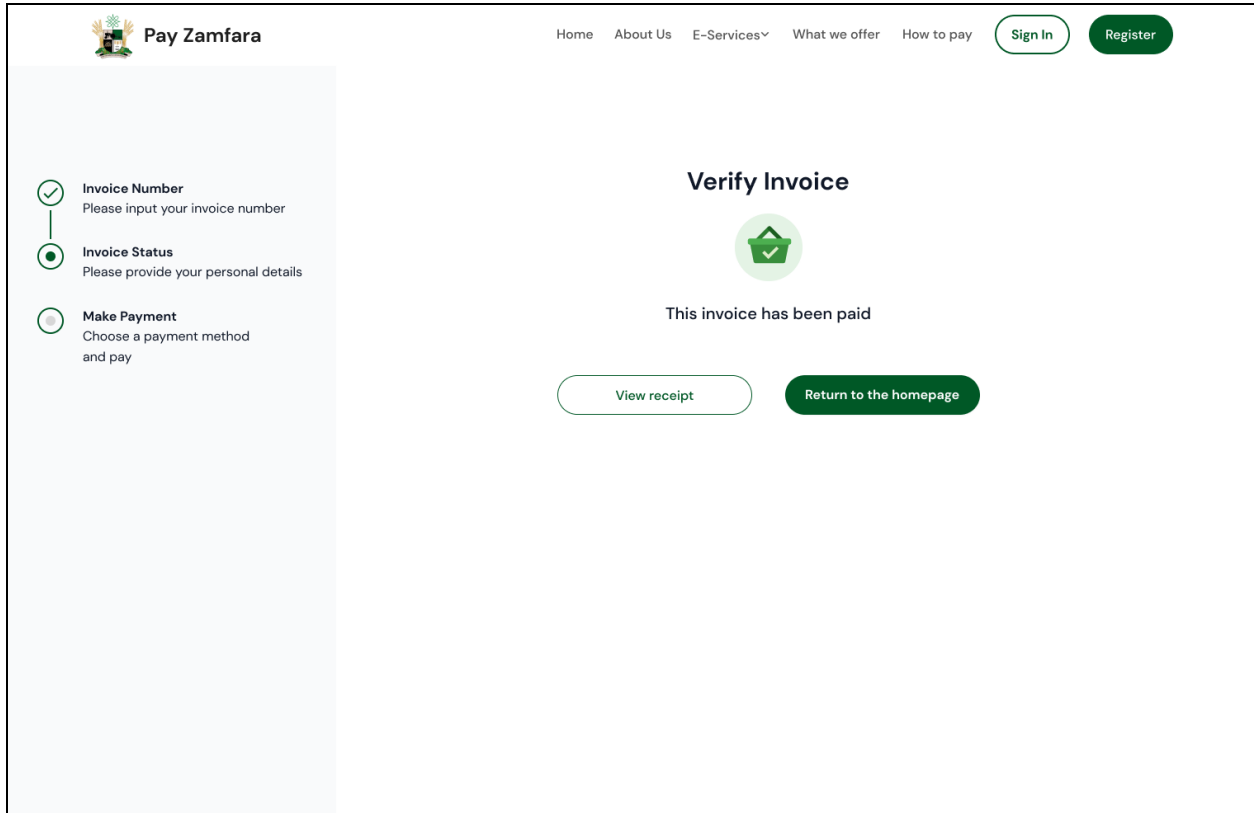 Pay Zamfara
Home About Us E-Services What we offer How to pay Sign In Register
Invoice Number
Please input your invoice number
Invoice Status
Please provide your personal details
Make Payment
Choose a payment method
and pay
Verify Invoice
This invoice has been paid
View receipt Return to the homepage